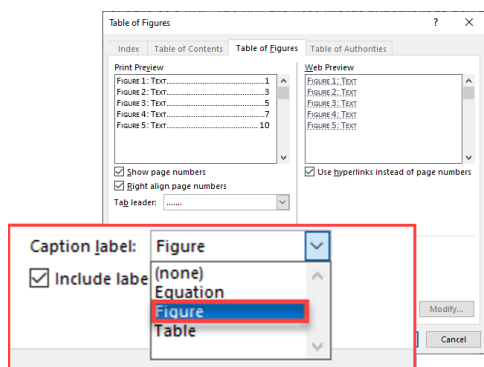 Table of Figures ? ×
Index Table of Contents Table of Figures Table of Authorities
Print Preview Web Preview
FIGURE 1: TEXT..........................................1 FIGURE 1: TEXT
FIGURE 2: TEXT..........................................3 FIGURE 2: TEXT
FIGURE 3: TEXT..........................................5 FIGURE 3: TEXT
FIGURE 4: TEXT..........................................7 FIGURE 4: TEXT
FIGURE 5: TEXT........................................ 10 FIGURE 5: TEXT
Show page numbers Use hyperlinks instead of page numbers
Right align page numbers
Tab leader: .......
Caption label: Figure
Include labe
(none)
Equation
Figure
Table
Modify...
Cancel